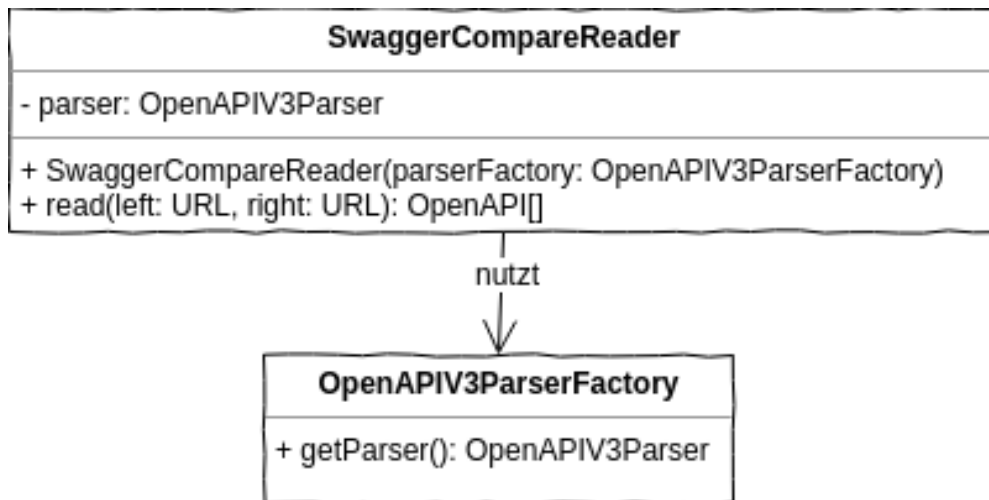 SwaggerCompareReader
- parser: OpenAPIV3Parser
+ SwaggerCompareReader(parserFactory: OpenAPIV3ParserFactory)
+ read(left: URL, right: URL): OpenAPI[]
nutzt
OpenAPIV3ParserFactory
+ getParser(): OpenAPIV3Parser